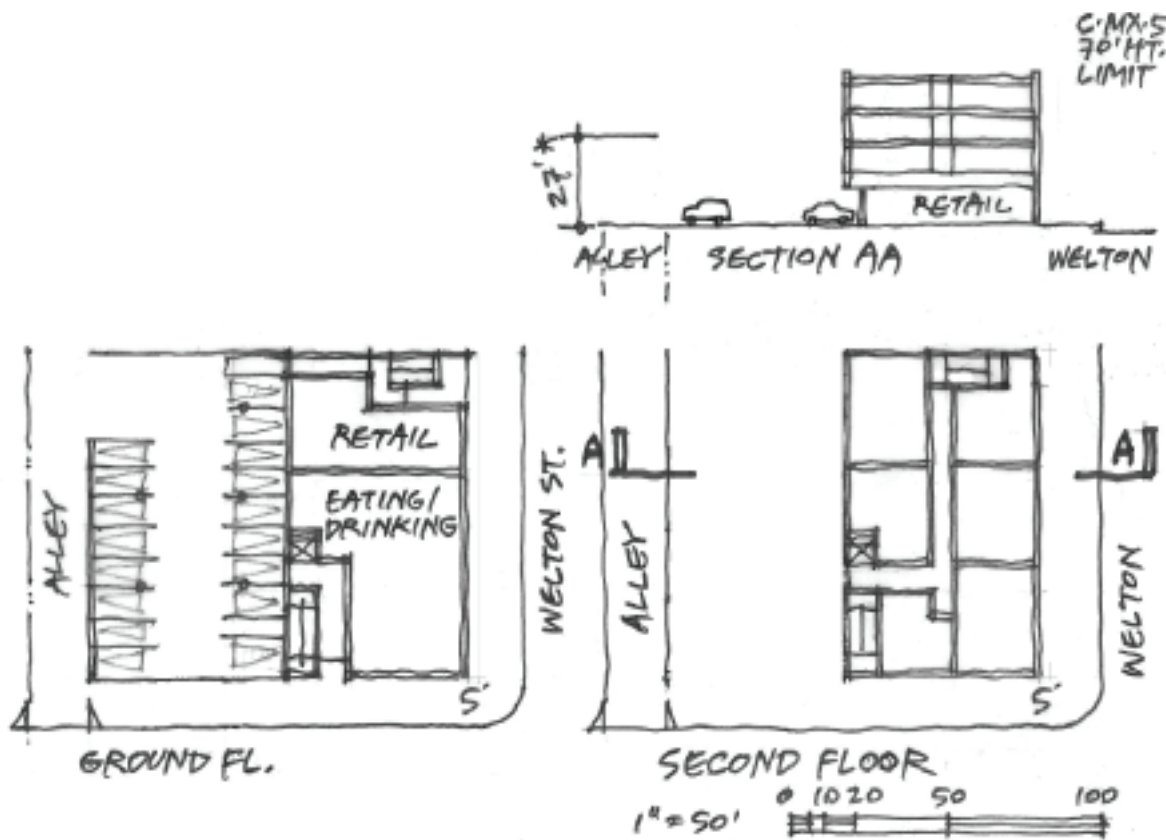 C-MX-5
70' HT.
LIMIT
27'*
RETAIL
ALLEY SECTION AA WELTON
RETAIL
EATING/
DRINKING
ALLEY
WELTON ST.
A
A
ALLEY
WELTON
5'
5'
GROUND FL.
SECOND FLOOR
1" = 50'
0 10 20 50 100